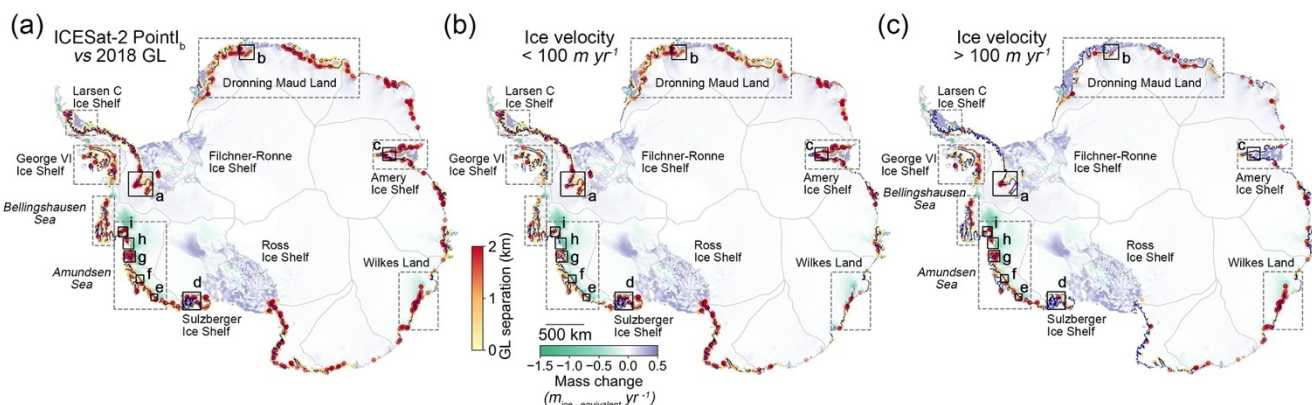 (a) ICESat-2 PointI_b
vs 2018 GL
Larsen C
Ice Shelf
George VI
Ice Shelf
Bellingshausen
Sea
Amundsen
Sea
Dronning Maud Land
Filchner-Ronne
Ice Shelf
Amery
Ice Shelf
Ross
Ice Shelf
Wilkes Land
Sulzberger
Ice Shelf
a
b
c
d
e
f
g
h
i
2
1
0
GL separation (km)
(b) Ice velocity
< 100 m yr⁻¹
Larsen C
Ice Shelf
George VI
Ice Shelf
Dronning Maud Land
Filchner-Ronne
Ice Shelf
Amery
Ice Shelf
Ross
Ice Shelf
Wilkes Land
Sulzberger
Ice Shelf
a
b
c
d
e
f
g
h
i
500 km
−1.5 −1.0 −0.5 0.0 0.5
Mass change
(m_ice - equivalent yr⁻¹)
(c) Ice velocity
> 100 m yr⁻¹
Larsen C
Ice Shelf
George VI
Ice Shelf
Bellingshausen
Sea
Amundsen
Sea
Dronning Maud Land
Filchner-Ronne
Ice Shelf
Amery
Ice Shelf
Ross
Ice Shelf
Wilkes Land
Sulzberger
Ice Shelf
a
b
c
d
e
f
g
h
i